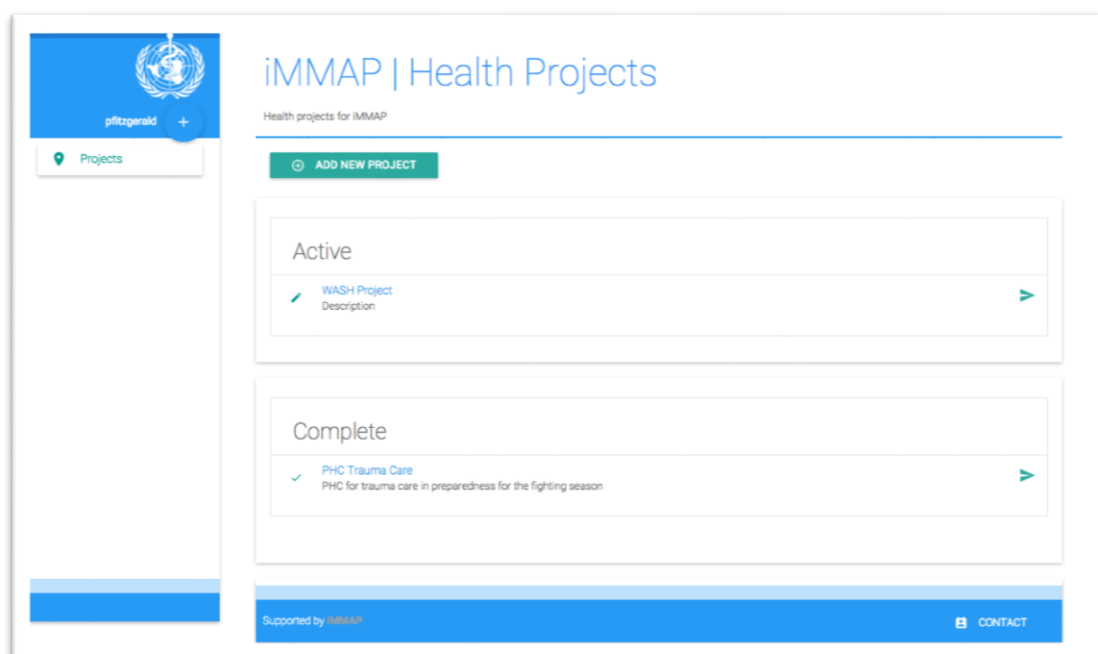 pfitzgerald
+
Projects
iMMAP | Health Projects
Health projects for iMMAP
ADD NEW PROJECT
Active
WASH Project
Description
Complete
PHC Trauma Care
PHC for trauma care in preparedness for the fighting season
Supported by iMMAP
CONTACT